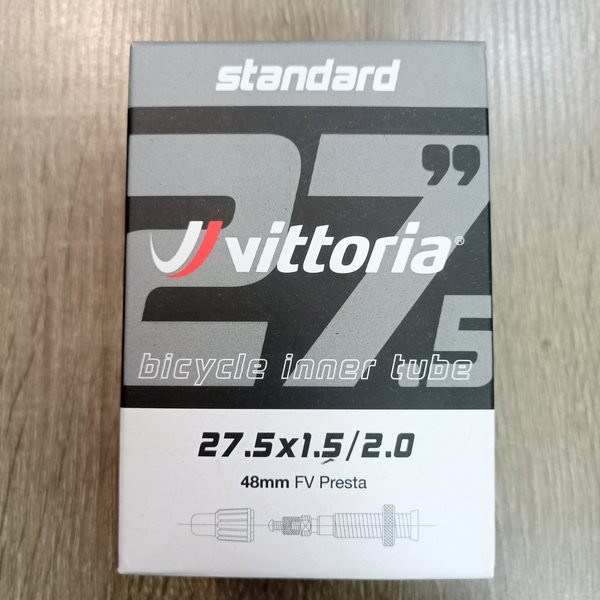 standard
27.5”
vittoria®
bicycle inner tube
27.5x1.5/2.0
48mm FV Presta